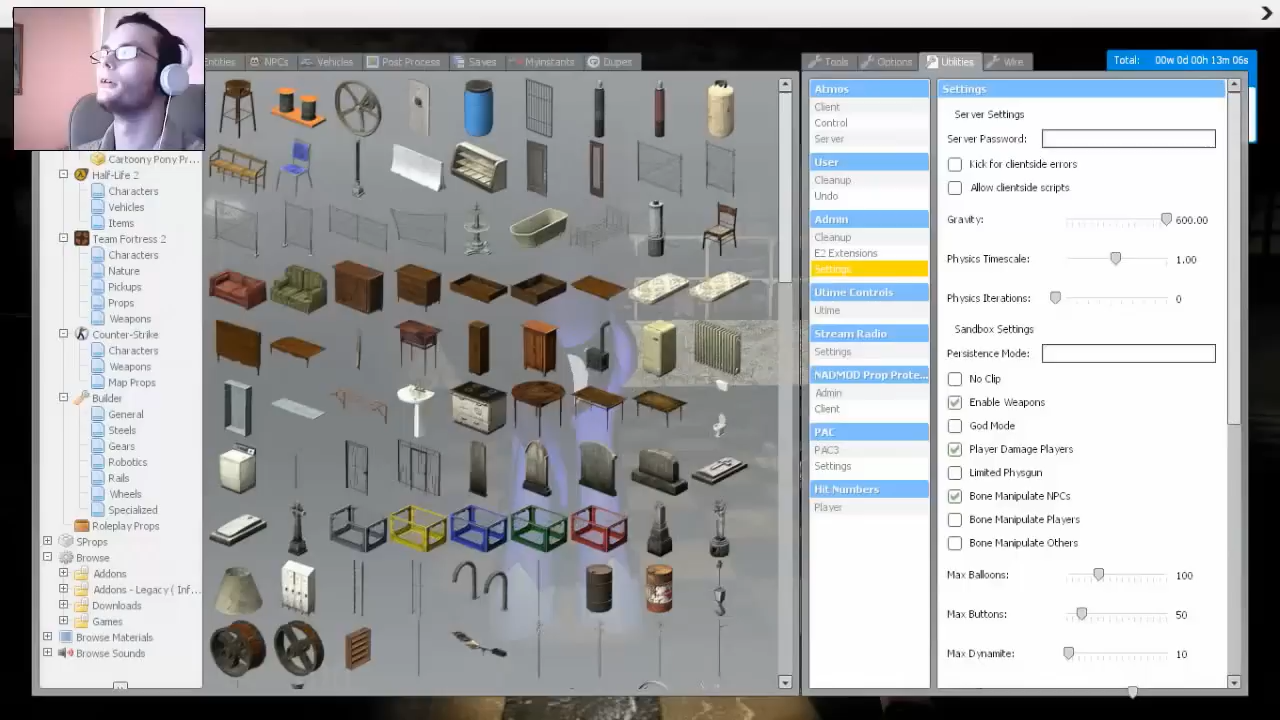 Entities
NPCs
Vehicles
Post Process
Saves
Myinstants
Dupes
Tools
Options
Utilities
Wire
Total: 00w 0d 00h 13m 06s
Cartoony Pony Pr...
Half-Life 2
Characters
Vehicles
Items
Team Fortress 2
Characters
Nature
Pickups
Props
Weapons
Counter-Strike
Characters
Weapons
Map Props
Builder
General
Steels
Gears
Robotics
Rails
Wheels
Specialized
Roleplay Props
SProps
Browse
Addons
Addons - Legacy ( Inf...
Downloads
Games
Browse Materials
Browse Sounds
Atmos
Client
Control
Server
User
Cleanup
Undo
Admin
Cleanup
E2 Extensions
Settings
Utime Controls
Utime
Stream Radio
Settings
NADMOD Prop Prote...
Admin
Client
PAC
PAC3
Settings
Hit Numbers
Player
Settings
Server Settings
Server Password:
Kick for clientside errors
Allow clientside scripts
Gravity: 600.00
Physics Timescale: 1.00
Physics Iterations: 0
Sandbox Settings
Persistence Mode:
No Clip
Enable Weapons
God Mode
Player Damage Players
Limited Physgun
Bone Manipulate NPCs
Bone Manipulate Players
Bone Manipulate Others
Max Balloons: 100
Max Buttons: 50
Max Dynamite: 10